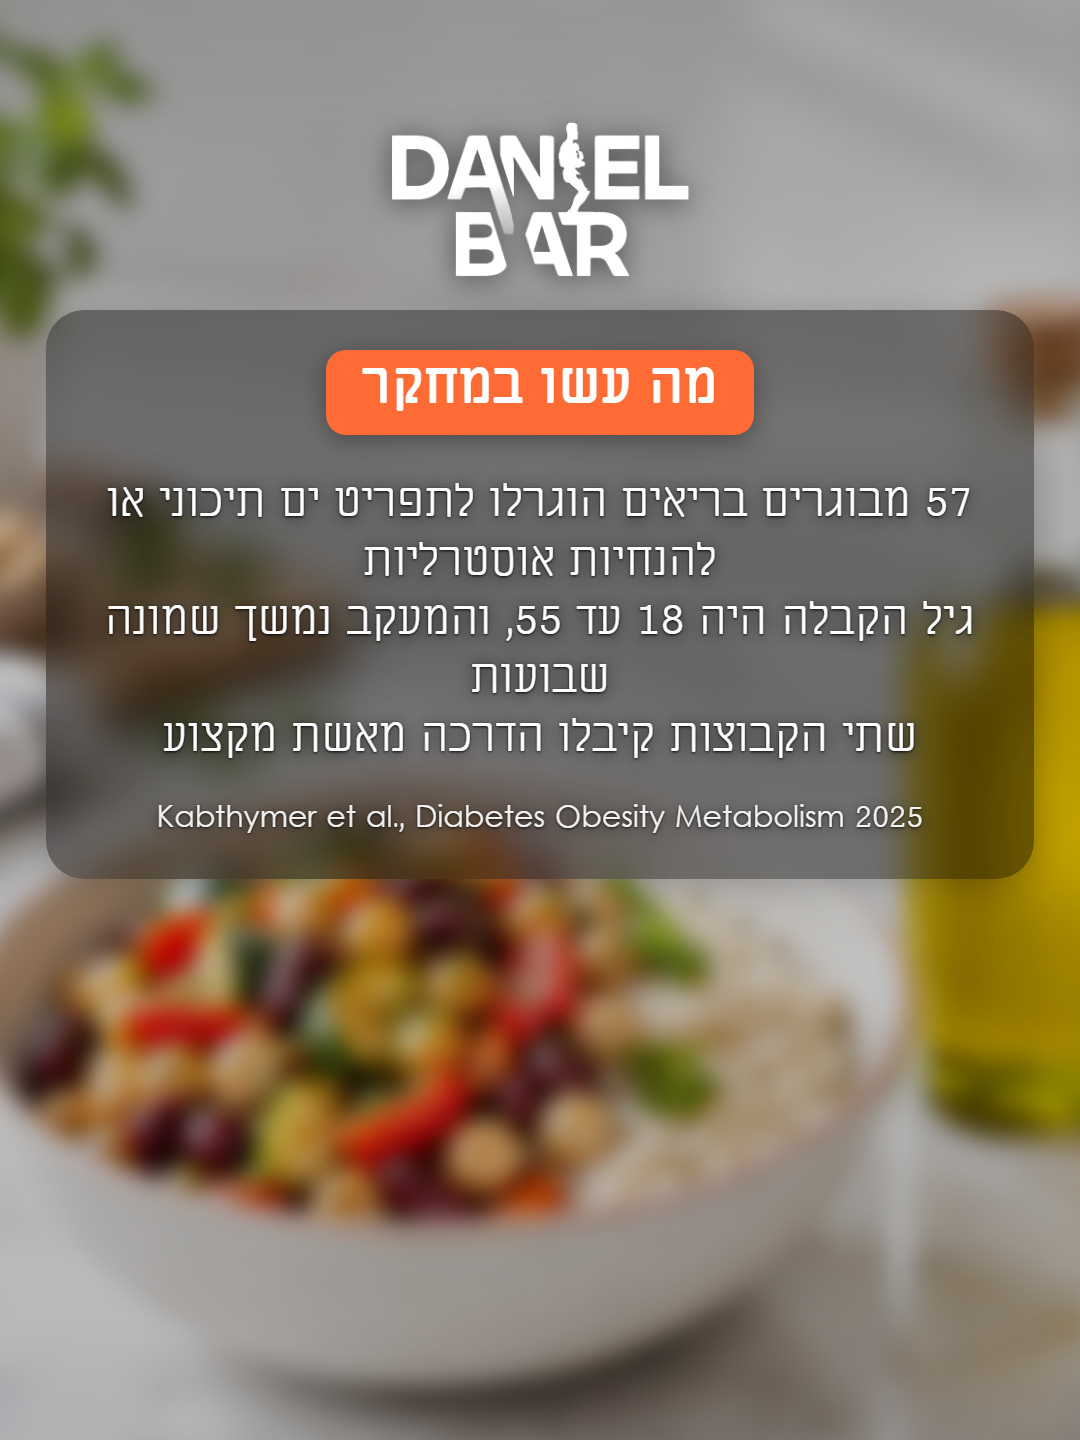 DANIEL
BAR
מה עשו במחקר
57 מבוגרים בריאים הוגרלו לתפריט ים תיכוני או
להנחיות אוסטרליות
גיל הקבלה היה 18 עד 55, והמעקב נמשך שמונה
שבועות
שתי הקבוצות קיבלו הדרכה מאשת מקצוע
Kabthymer et al., Diabetes Obesity Metabolism 2025